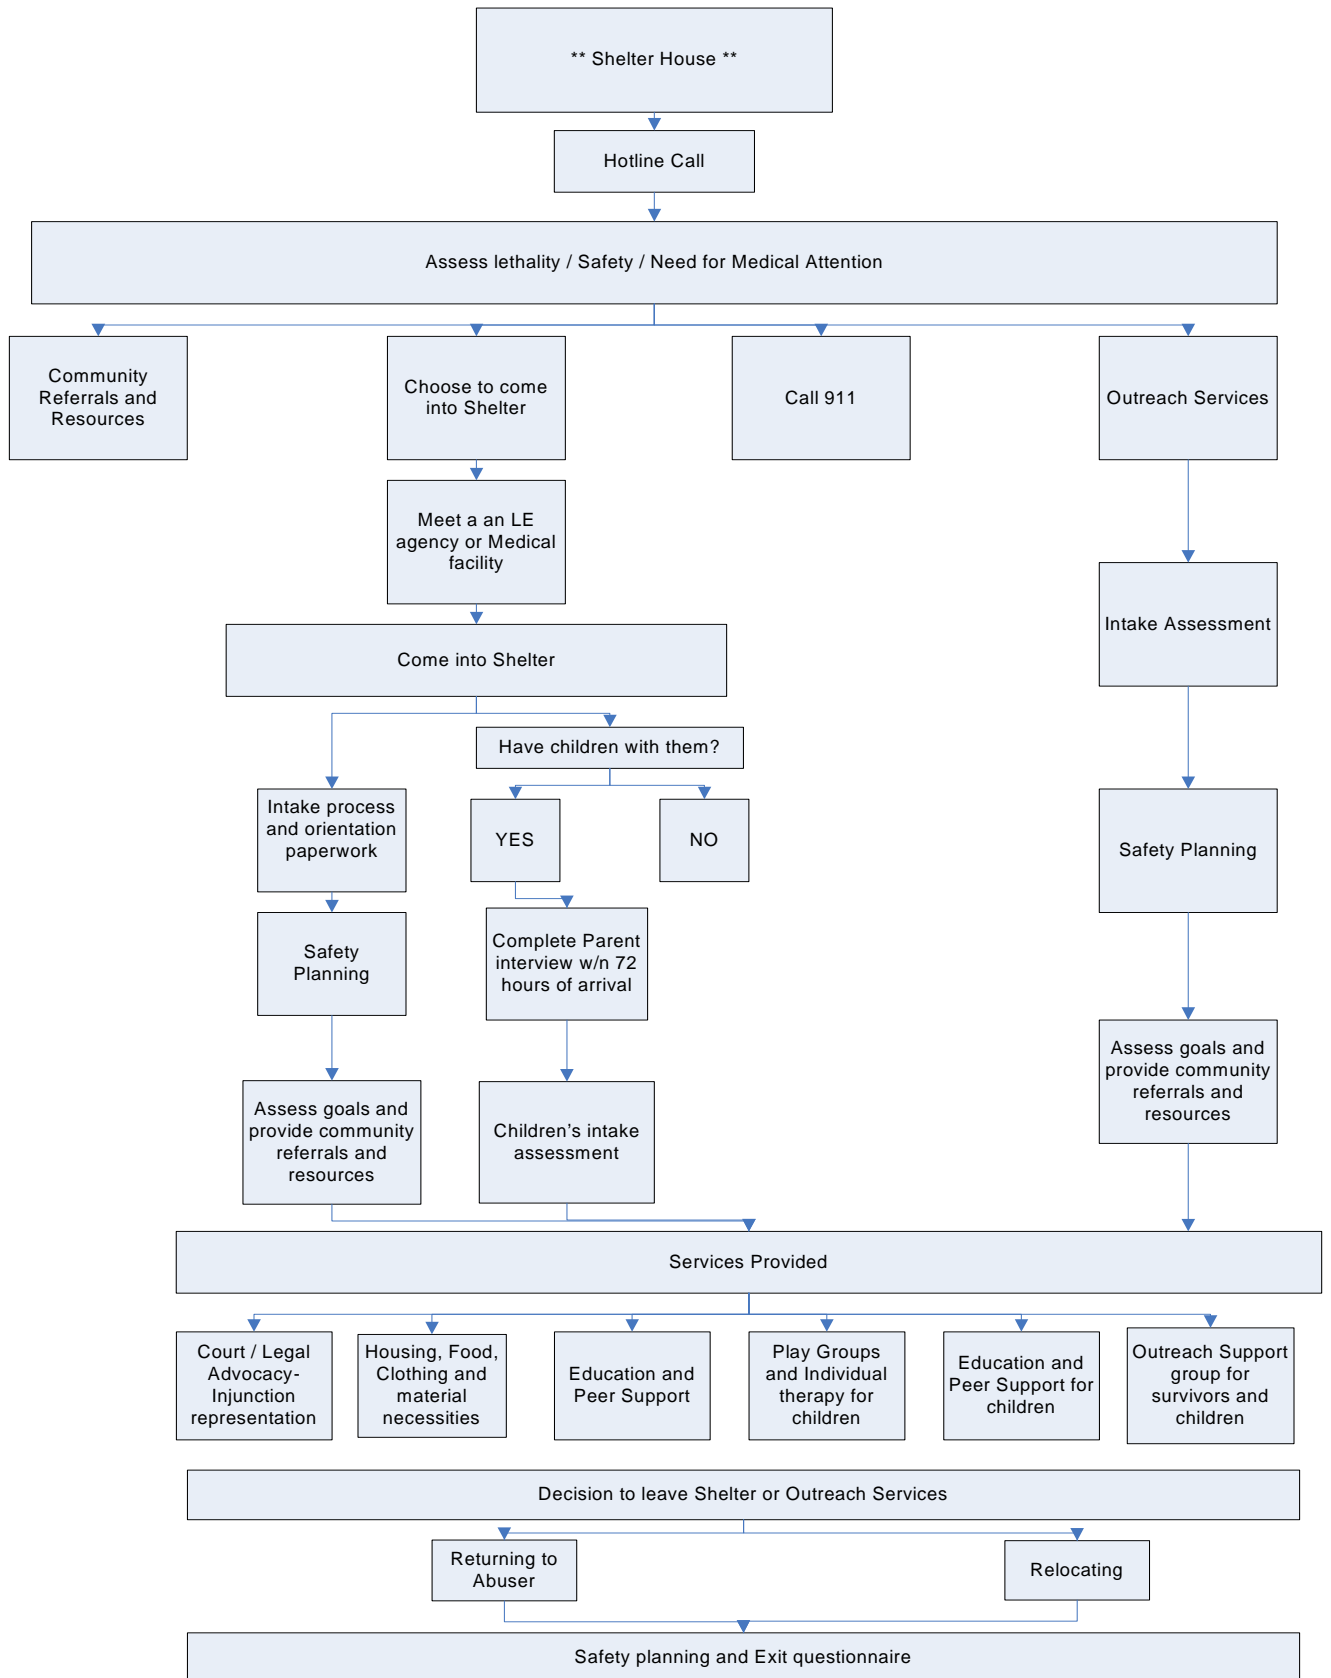 ** Shelter House **
Hotline Call
Assess lethality / Safety / Need for Medical Attention
Community
Referrals and
Resources
Choose to come
into Shelter
Call 911
Outreach Services
Meet a an LE
agency or Medical
facility
Intake Assessment
Come into Shelter
Have children with them?
Intake process
and orientation
paperwork
YES
NO
Safety Planning
Safety
Planning
Complete Parent
interview w/n 72
hours of arrival
Assess goals and
provide community
referrals and
resources
Children’s intake
assessment
Assess goals and
provide community
referrals and
resources
Services Provided
Court / Legal
Advocacy-
Injunction
representation
Housing, Food,
Clothing and
material
necessities
Education and
Peer Support
Play Groups
and Individual
therapy for
children
Education and
Peer Support for
children
Outreach Support
group for
survivors and
children
Decision to leave Shelter or Outreach Services
Returning to
Abuser
Relocating
Safety planning and Exit questionnaire